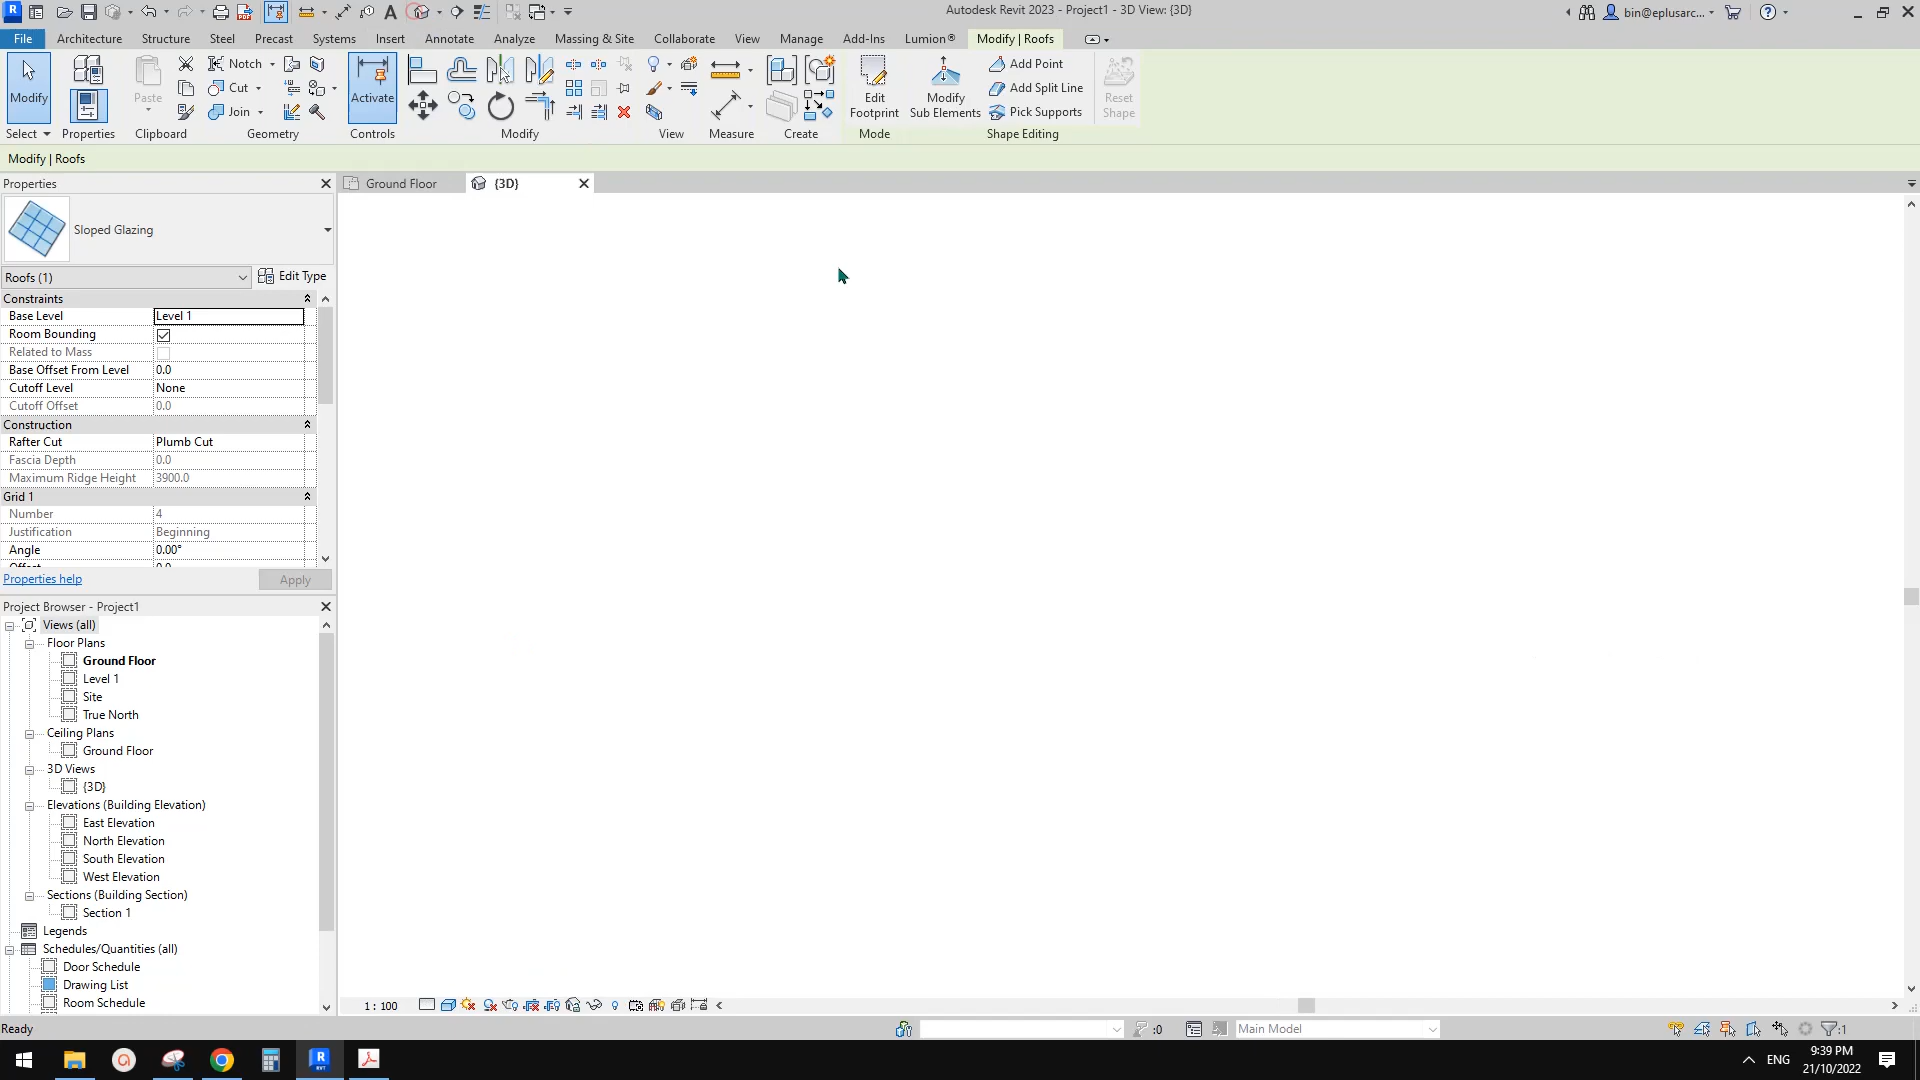 Autodesk Revit 2023 - Project1 - 3D View: {3D}
bin@eplusarc...
File
Architecture
Structure
Steel
Precast
Systems
Insert
Annotate
Analyze
Massing & Site
Collaborate
View
Manage
Add-Ins
Lumion®
Modify | Roofs
Modify
Paste
Notch
Cut
Join
Activate
Edit
Footprint
Modify
Sub Elements
Add Point
Add Split Line
Pick Supports
Reset
Shape
Select
Properties
Clipboard
Geometry
Controls
Modify
View
Measure
Create
Mode
Shape Editing
Modify | Roofs
Properties
Ground Floor
{3D}
Sloped Glazing
Roofs (1)
Edit Type
Constraints
Base Level
Level 1
Room Bounding
Related to Mass
Base Offset From Level
0.0
Cutoff Level
None
Cutoff Offset
0.0
Construction
Rafter Cut
Plumb Cut
Fascia Depth
0.0
Maximum Ridge Height
3900.0
Grid 1
Number
4
Justification
Beginning
Angle
0.00°
Properties help
Apply
Project Browser - Project1
Views (all)
Floor Plans
Ground Floor
Level 1
Site
True North
Ceiling Plans
Ground Floor
3D Views
{3D}
Elevations (Building Elevation)
East Elevation
North Elevation
South Elevation
West Elevation
Sections (Building Section)
Section 1
Legends
Schedules/Quantities (all)
Door Schedule
Drawing List
Room Schedule
1 : 100
Ready
:0
Main Model
:1
ENG
9:39 PM
21/10/2022